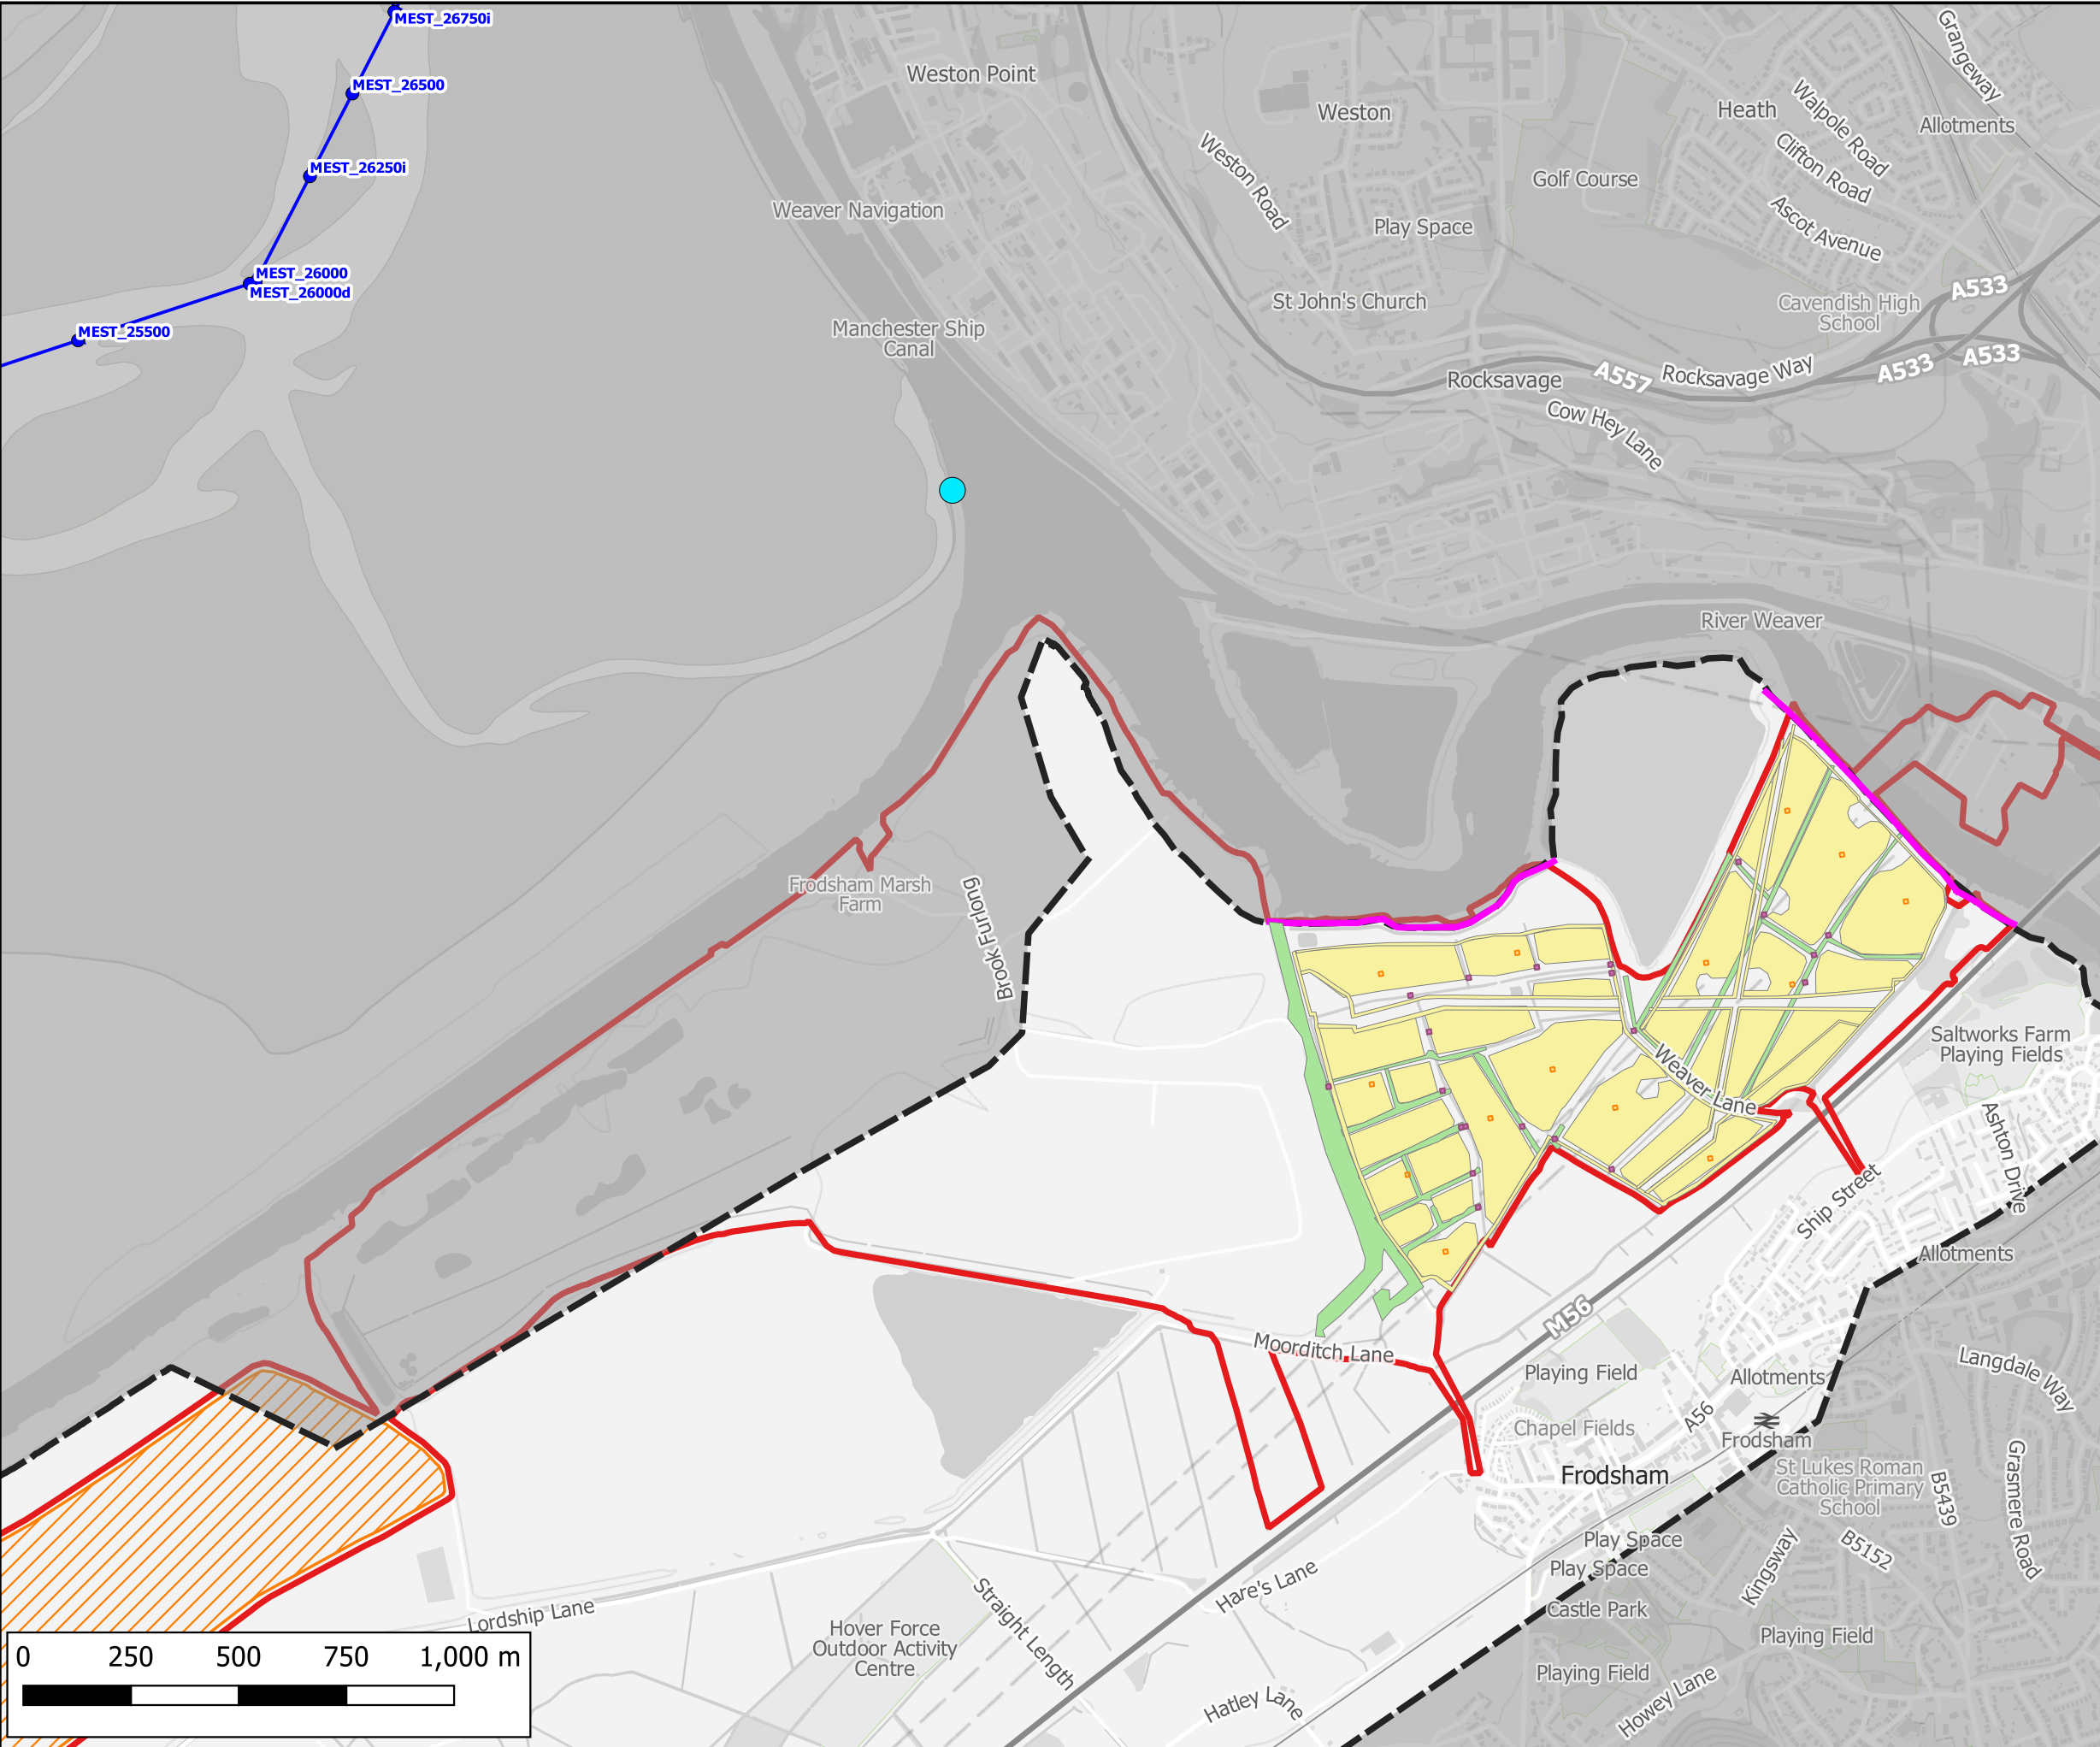 MEST_26750i
Grangeway
Weston Point
MEST_26500
Walpole Road
Heath
Weston
Allotments
Clifton Road
MEST_26250i
Weston Road
Golf Course
Weaver Navigation
Play Space
Ascot Avenue
MEST_26000
MEST_26000d
A533
St John's Church
Cavendish High
School
MEST_25500
Manchester Ship
Canal
A533
A533
Rocksavage
A557
Rocksavage Way
Cow Hey Lane
River Weaver
Frodsham Marsh
Farm
Brook Furlong
Saltworks Farm
Playing Fields
Weaver Lane
Ashton Drive
Ship Street
Allotments
M56
Moorditch Lane
Playing Field
Allotments
Langdale Way
A56
Chapel Fields
Frodsham
Frodsham
St Lukes Roman
Catholic Primary
School
B5439
Grasmere Road
Play Space
B5152
Kingsway
Play Space
Hare's Lane
Straight Length
Lordship Lane
Castle Park
Hover Force
Outdoor Activity
Centre
Playing Field
0 250 500 750 1,000 m
Playing Field
Howey Lane
Hatley Lane